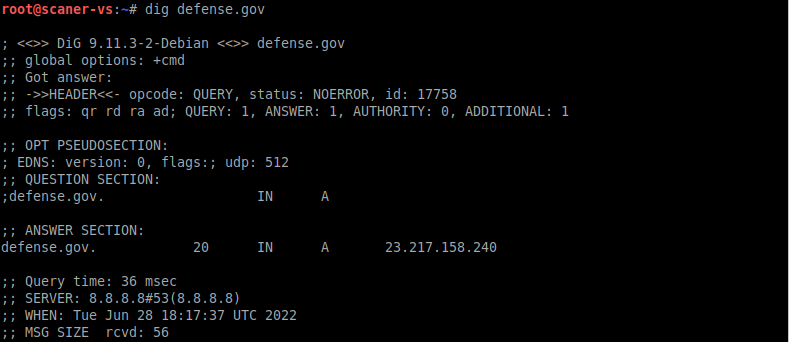 root@scaner-vs:~# dig defense.gov
; <<>> DiG 9.11.3-2-Debian <<>> defense.gov
;; global options: +cmd
;; Got answer:
;; ->>HEADER<<- opcode: QUERY, status: NOERROR, id: 17758
;; flags: qr rd ra ad; QUERY: 1, ANSWER: 1, AUTHORITY: 0, ADDITIONAL: 1
;; OPT PSEUDOSECTION:
; EDNS: version: 0, flags:; udp: 512
;; QUESTION SECTION:
;defense.gov. IN A
;; ANSWER SECTION:
defense.gov. 20 IN A 23.217.158.240
;; Query time: 36 msec
;; SERVER: 8.8.8.8#53(8.8.8.8)
;; WHEN: Tue Jun 28 18:17:37 UTC 2022
;; MSG SIZE rcvd: 56